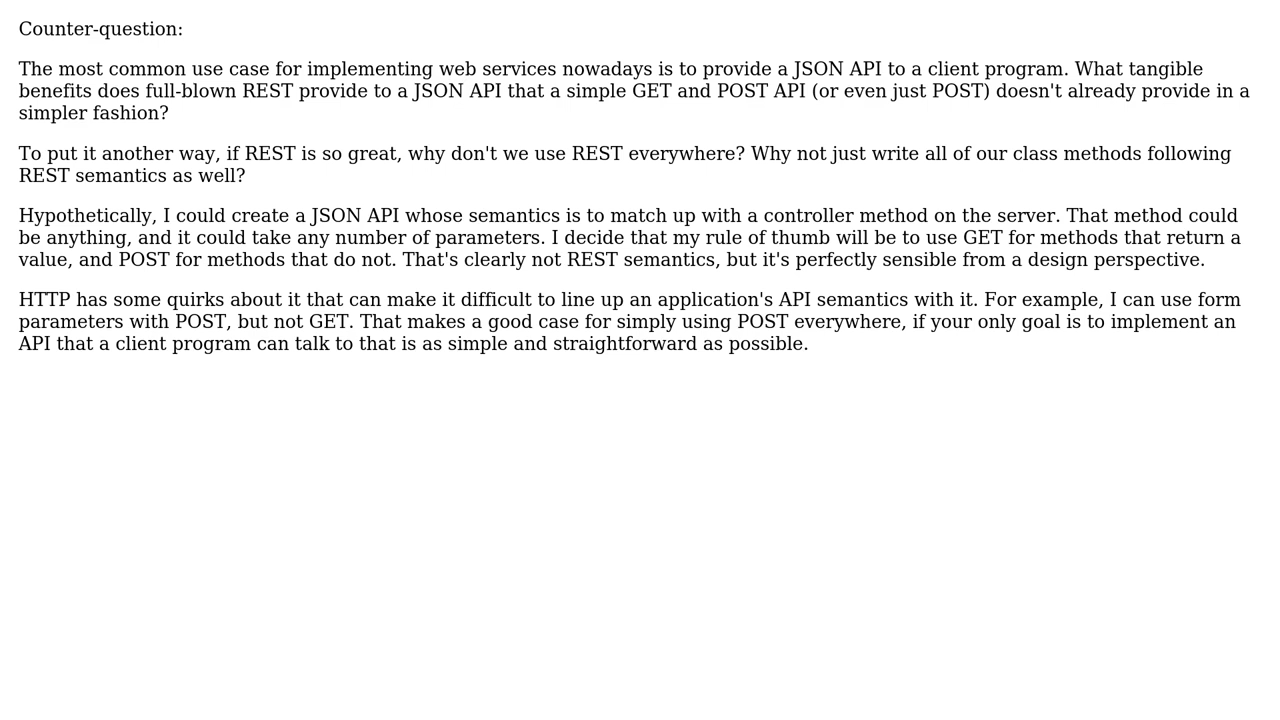 Counter-question:
The most common use case for implementing web services nowadays is to provide a JSON API to a client program. What tangible
benefits does full-blown REST provide to a JSON API that a simple GET and POST API (or even just POST) doesn't already provide in a
simpler fashion?
To put it another way, if REST is so great, why don't we use REST everywhere? Why not just write all of our class methods following
REST semantics as well?
Hypothetically, I could create a JSON API whose semantics is to match up with a controller method on the server. That method could
be anything, and it could take any number of parameters. I decide that my rule of thumb will be to use GET for methods that return a
value, and POST for methods that do not. That's clearly not REST semantics, but it's perfectly sensible from a design perspective.
HTTP has some quirks about it that can make it difficult to line up an application's API semantics with it. For example, I can use form
parameters with POST, but not GET. That makes a good case for simply using POST everywhere, if your only goal is to implement an
API that a client program can talk to that is as simple and straightforward as possible.